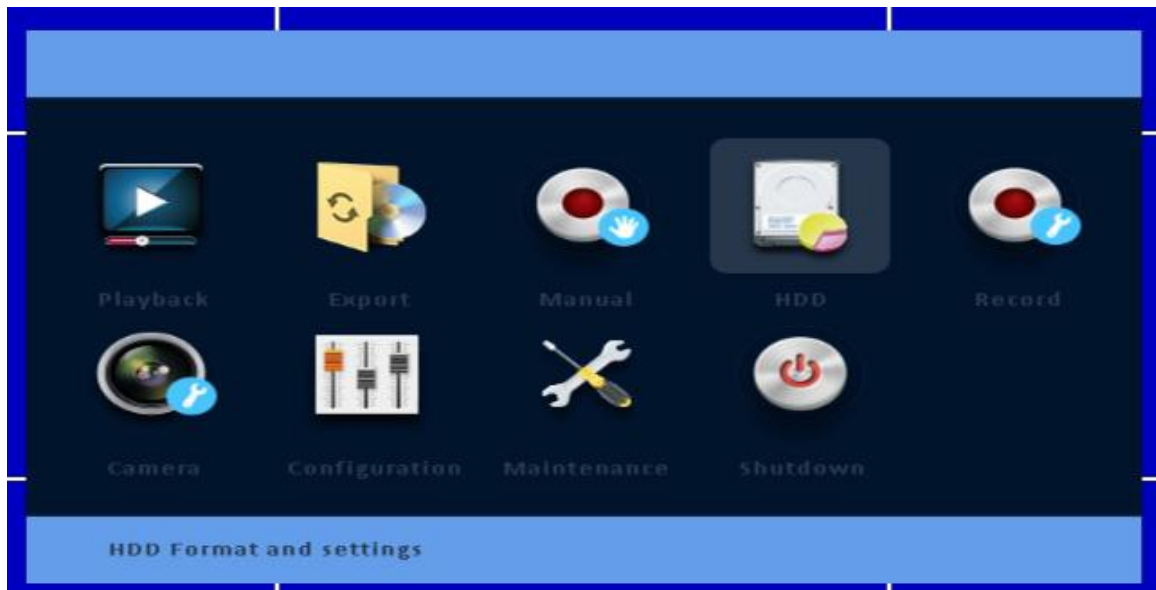 Playback Export Manual HDD Record
Camera Configuration Maintenance Shutdown
HDD Format and settings